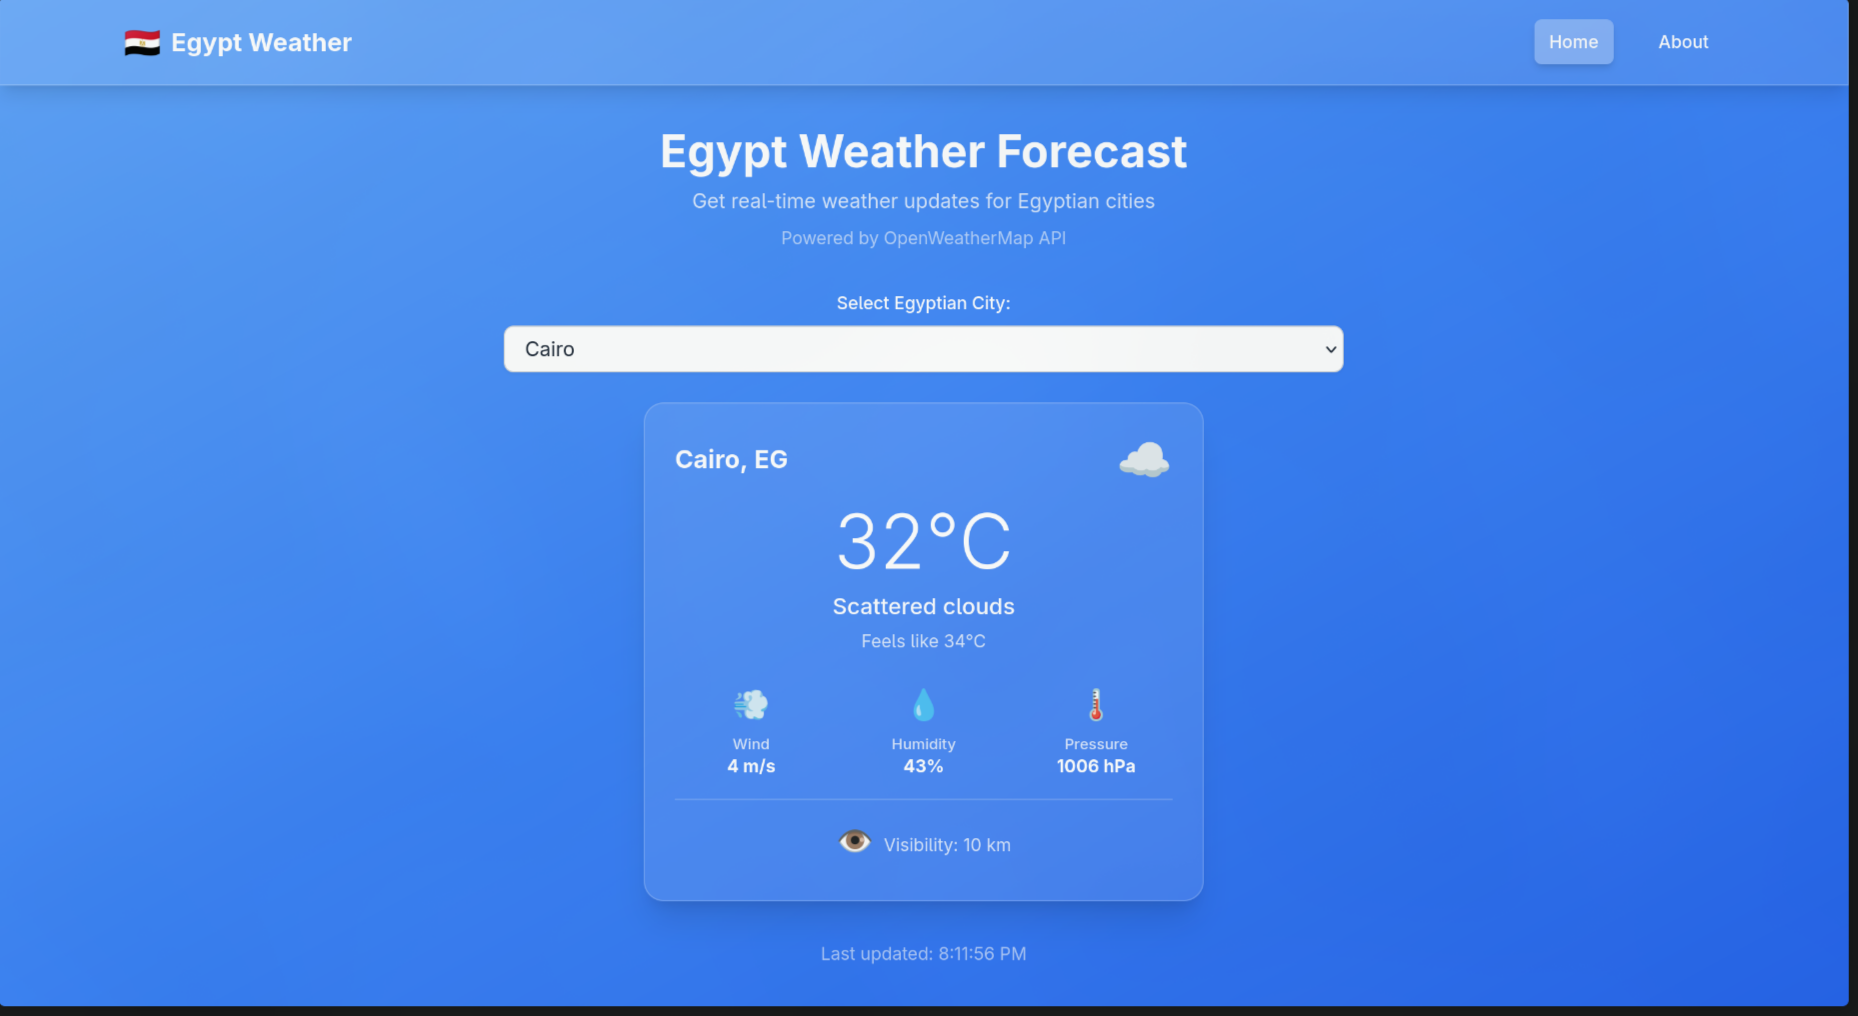 Egypt Weather
Home
About
Egypt Weather Forecast
Get real-time weather updates for Egyptian cities
Powered by OpenWeatherMap API
Select Egyptian City:
Cairo
Cairo, EG
32°C
Scattered clouds
Feels like 34°C
Wind
4 m/s
Humidity
43%
Pressure
1006 hPa
Visibility: 10 km
Last updated: 8:11:56 PM